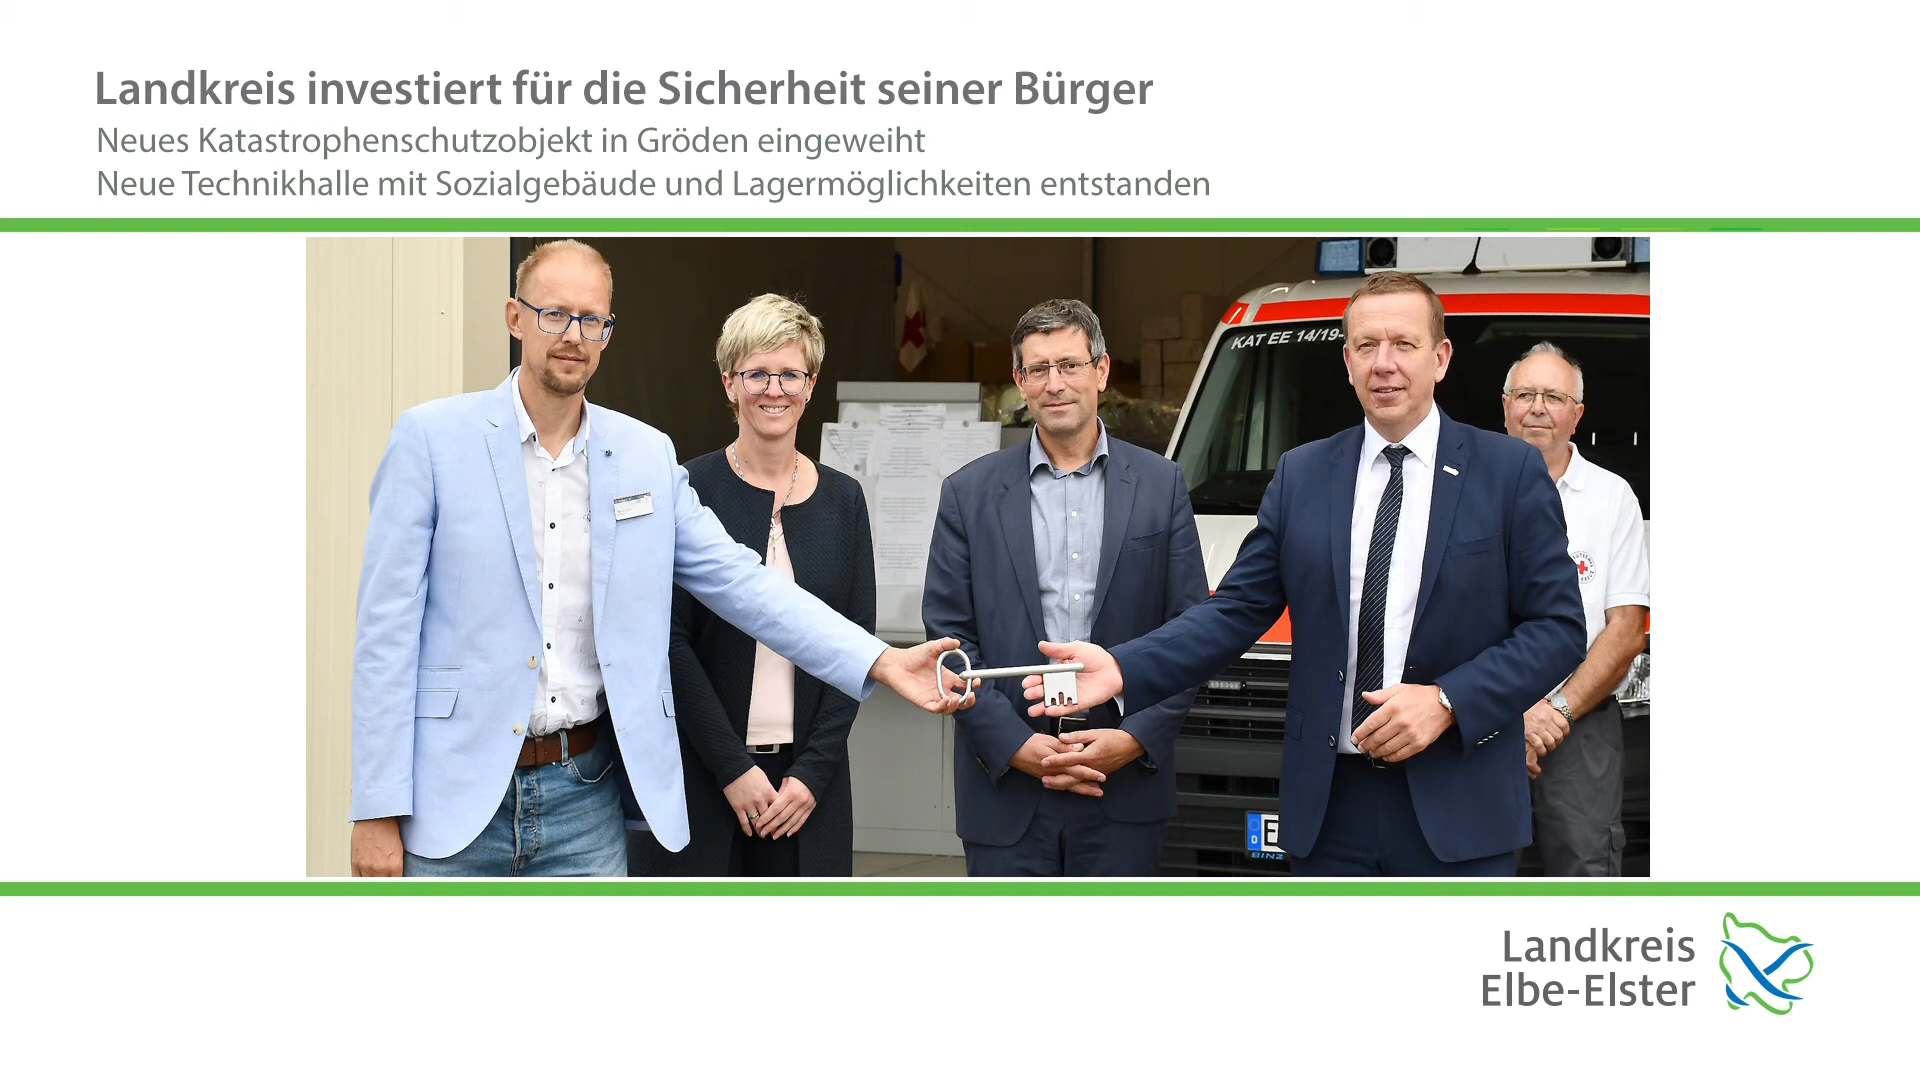 Landkreis investiert für die Sicherheit seiner Bürger
Neues Katastrophenschutzobjekt in Gröden eingeweiht
Neue Technikhalle mit Sozialgebäude und Lagermöglichkeiten entstanden
KAT EE 14/19-
D
E
BINZ
Landkreis
Elbe-Elster